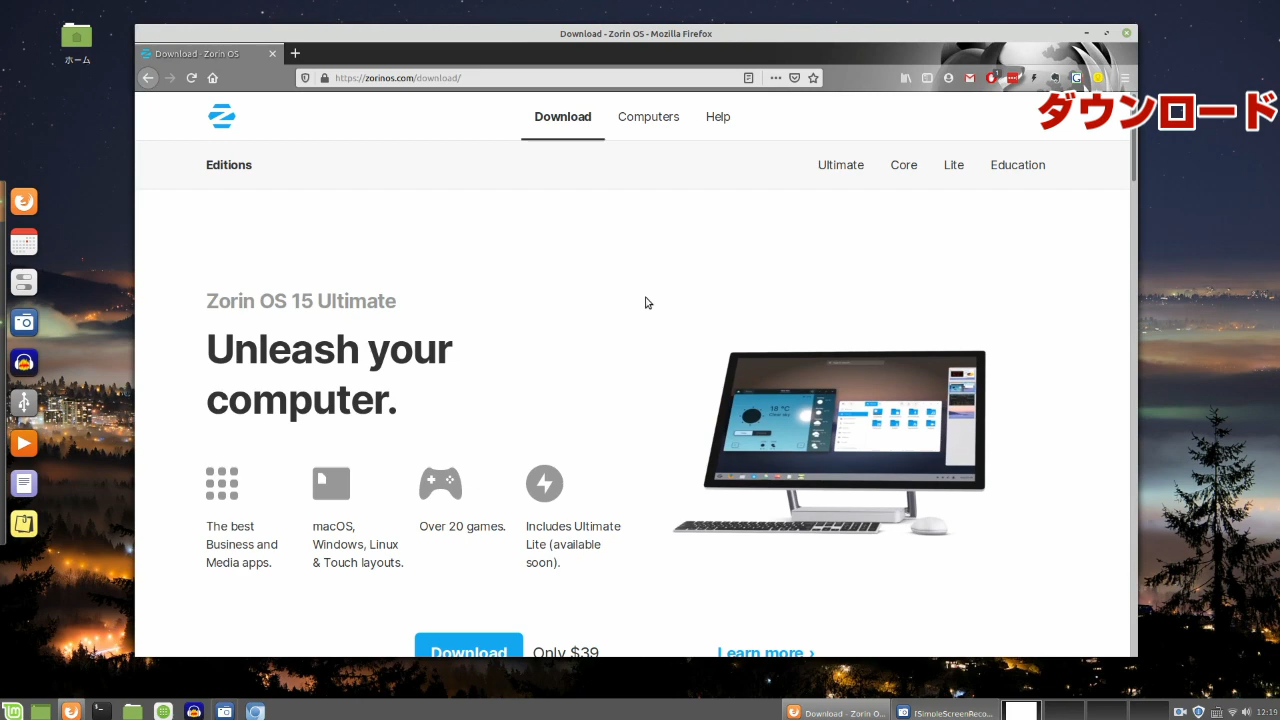 Download - Zorin OS - Mozilla Firefox
ホーム
Download - Zorin OS
https://zorinos.com/download/
ダウンロード
Download
Computers
Help
Editions
Ultimate
Core
Lite
Education
Zorin OS 15 Ultimate
Unleash your
computer.
The best
Business and
Media apps.
macOS,
Windows, Linux
& Touch layouts.
Over 20 games.
Includes Ultimate
Lite (available
soon).
Download
Only $39
Learn more ›
Download - Zorin O...
[SimpleScreenReco...
12:19